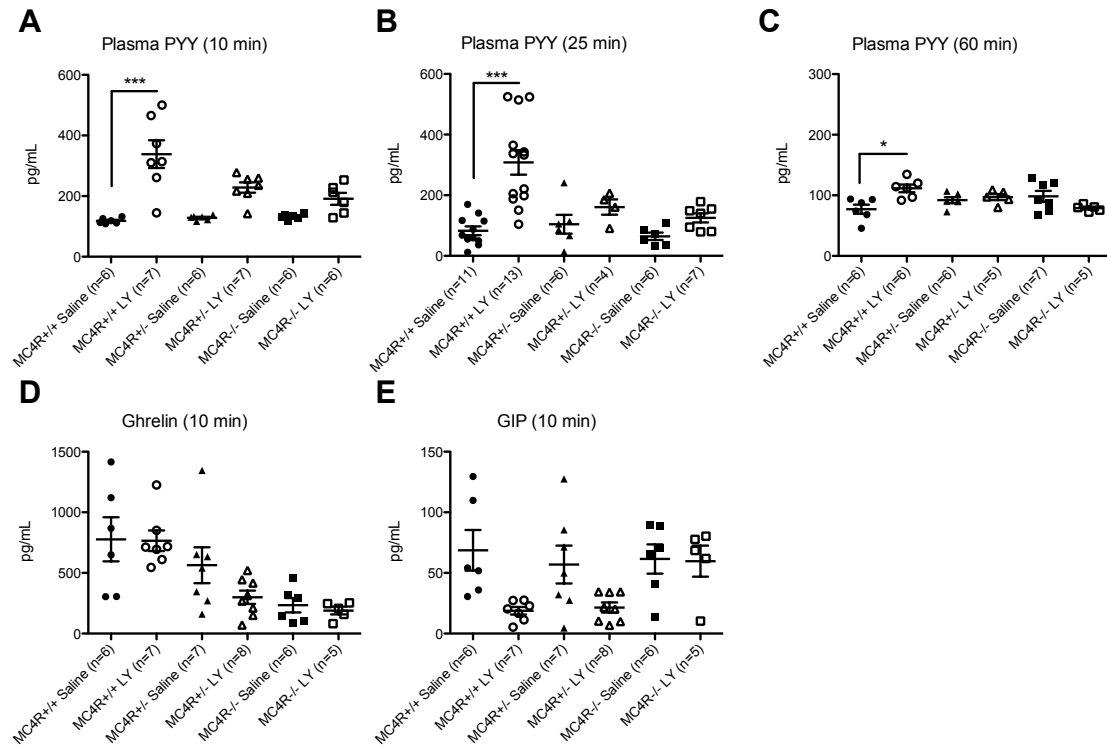 A
Plasma PYY (10 min)
600
400
200
0
pg/mL
***
MC4R+/+ Saline (n=6)
MC4R+/+ LY (n=7)
MC4R+/- Saline (n=6)
MC4R+/- LY (n=7)
MC4R-/- Saline (n=6)
MC4R-/- LY (n=6)
B
Plasma PYY (25 min)
600
400
200
0
pg/mL
***
MC4R+/+ Saline (n=11)
MC4R+/+ LY (n=13)
MC4R+/- Saline (n=6)
MC4R+/- LY (n=4)
MC4R-/- Saline (n=6)
MC4R-/- LY (n=7)
C
Plasma PYY (60 min)
300
200
100
0
pg/mL
*
MC4R+/+ Saline (n=6)
MC4R+/+ LY (n=6)
MC4R+/- Saline (n=6)
MC4R+/- LY (n=5)
MC4R-/- Saline (n=7)
MC4R-/- LY (n=5)
D
Ghrelin (10 min)
1500
1000
500
0
pg/mL
MC4R+/+ Saline (n=6)
MC4R+/+ LY (n=7)
MC4R+/- Saline (n=7)
MC4R+/- LY (n=8)
MC4R-/- Saline (n=6)
MC4R-/- LY (n=5)
E
GIP (10 min)
150
100
50
0
pg/mL
MC4R+/+ Saline (n=6)
MC4R+/+ LY (n=7)
MC4R+/- Saline (n=7)
MC4R+/- LY (n=8)
MC4R-/- Saline (n=6)
MC4R-/- LY (n=5)